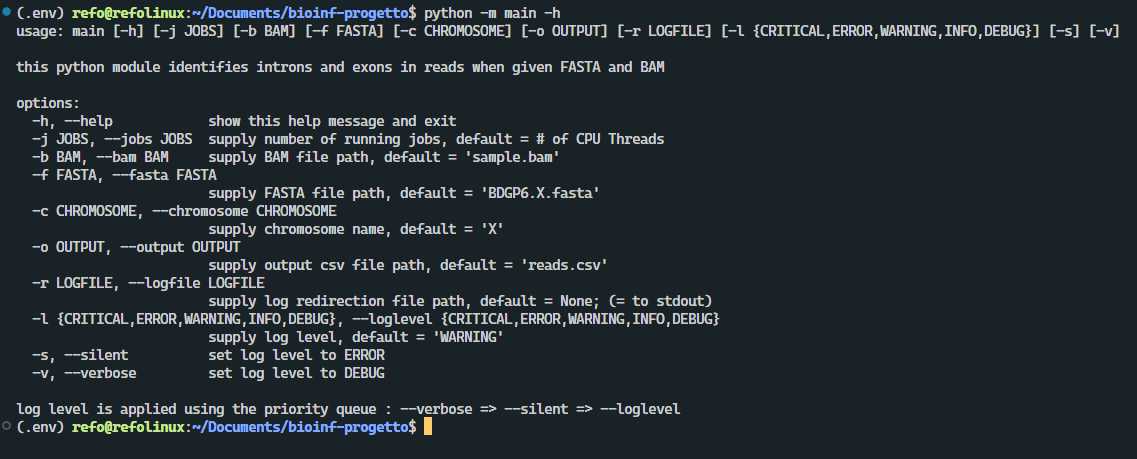 (.env) refo@refolinux:~/Documents/bioinf-progetto$ python -m main -h
usage: main [-h] [-j JOBS] [-b BAM] [-f FASTA] [-c CHROMOSOME] [-o OUTPUT] [-r LOGFILE] [-l {CRITICAL,ERROR,WARNING,INFO,DEBUG}] [-s] [-v]
this python module identifies introns and exons in reads when given FASTA and BAM
options:
-h, --help show this help message and exit
-j JOBS, --jobs JOBS supply number of running jobs, default = # of CPU Threads
-b BAM, --bam BAM supply BAM file path, default = 'sample.bam'
-f FASTA, --fasta FASTA
supply FASTA file path, default = 'BDGP6.X.fasta'
-c CHROMOSOME, --chromosome CHROMOSOME
supply chromosome name, default = 'X'
-o OUTPUT, --output OUTPUT
supply output csv file path, default = 'reads.csv'
-r LOGFILE, --logfile LOGFILE
supply log redirection file path, default = None; (= to stdout)
-l {CRITICAL,ERROR,WARNING,INFO,DEBUG}, --loglevel {CRITICAL,ERROR,WARNING,INFO,DEBUG}
supply log level, default = 'WARNING'
-s, --silent set log level to ERROR
-v, --verbose set log level to DEBUG
log level is applied using the priority queue : --verbose => --silent => --loglevel
(.env) refo@refolinux:~/Documents/bioinf-progetto$